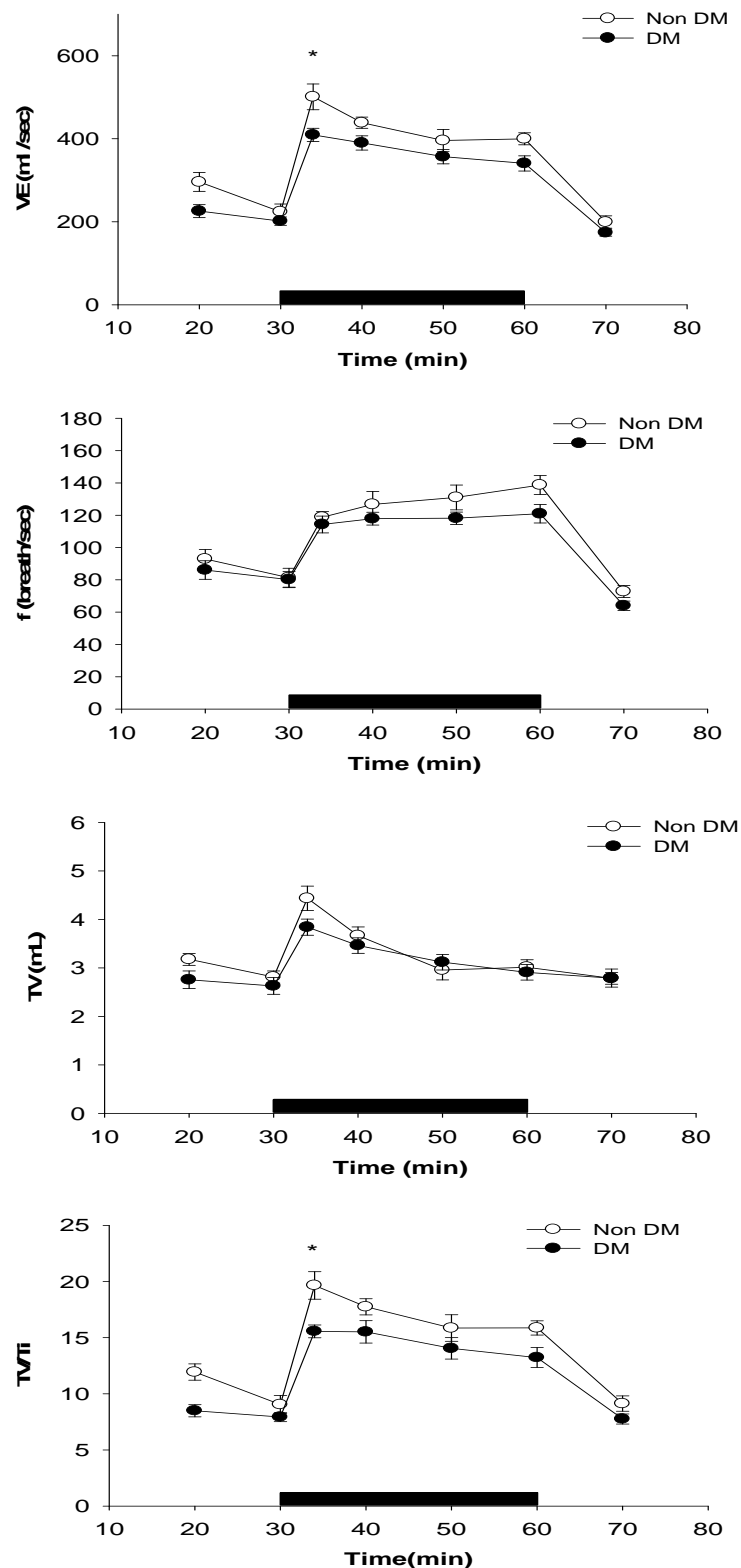 Non DM
DM
*
600
400
200
0
VE(ml/sec)
10 20 30 40 50 60 70 80
Time (min)
Non DM
DM
180
160
140
120
100
80
60
40
20
0
f (breath/sec)
10 20 30 40 50 60 70 80
Time (min)
Non DM
DM
6
5
4
3
2
1
0
TV(mL)
10 20 30 40 50 60 70 80
Time (min)
Non DM
DM
*
25
20
15
10
5
0
TV/Ti
10 20 30 40 50 60 70 80
Time(min)